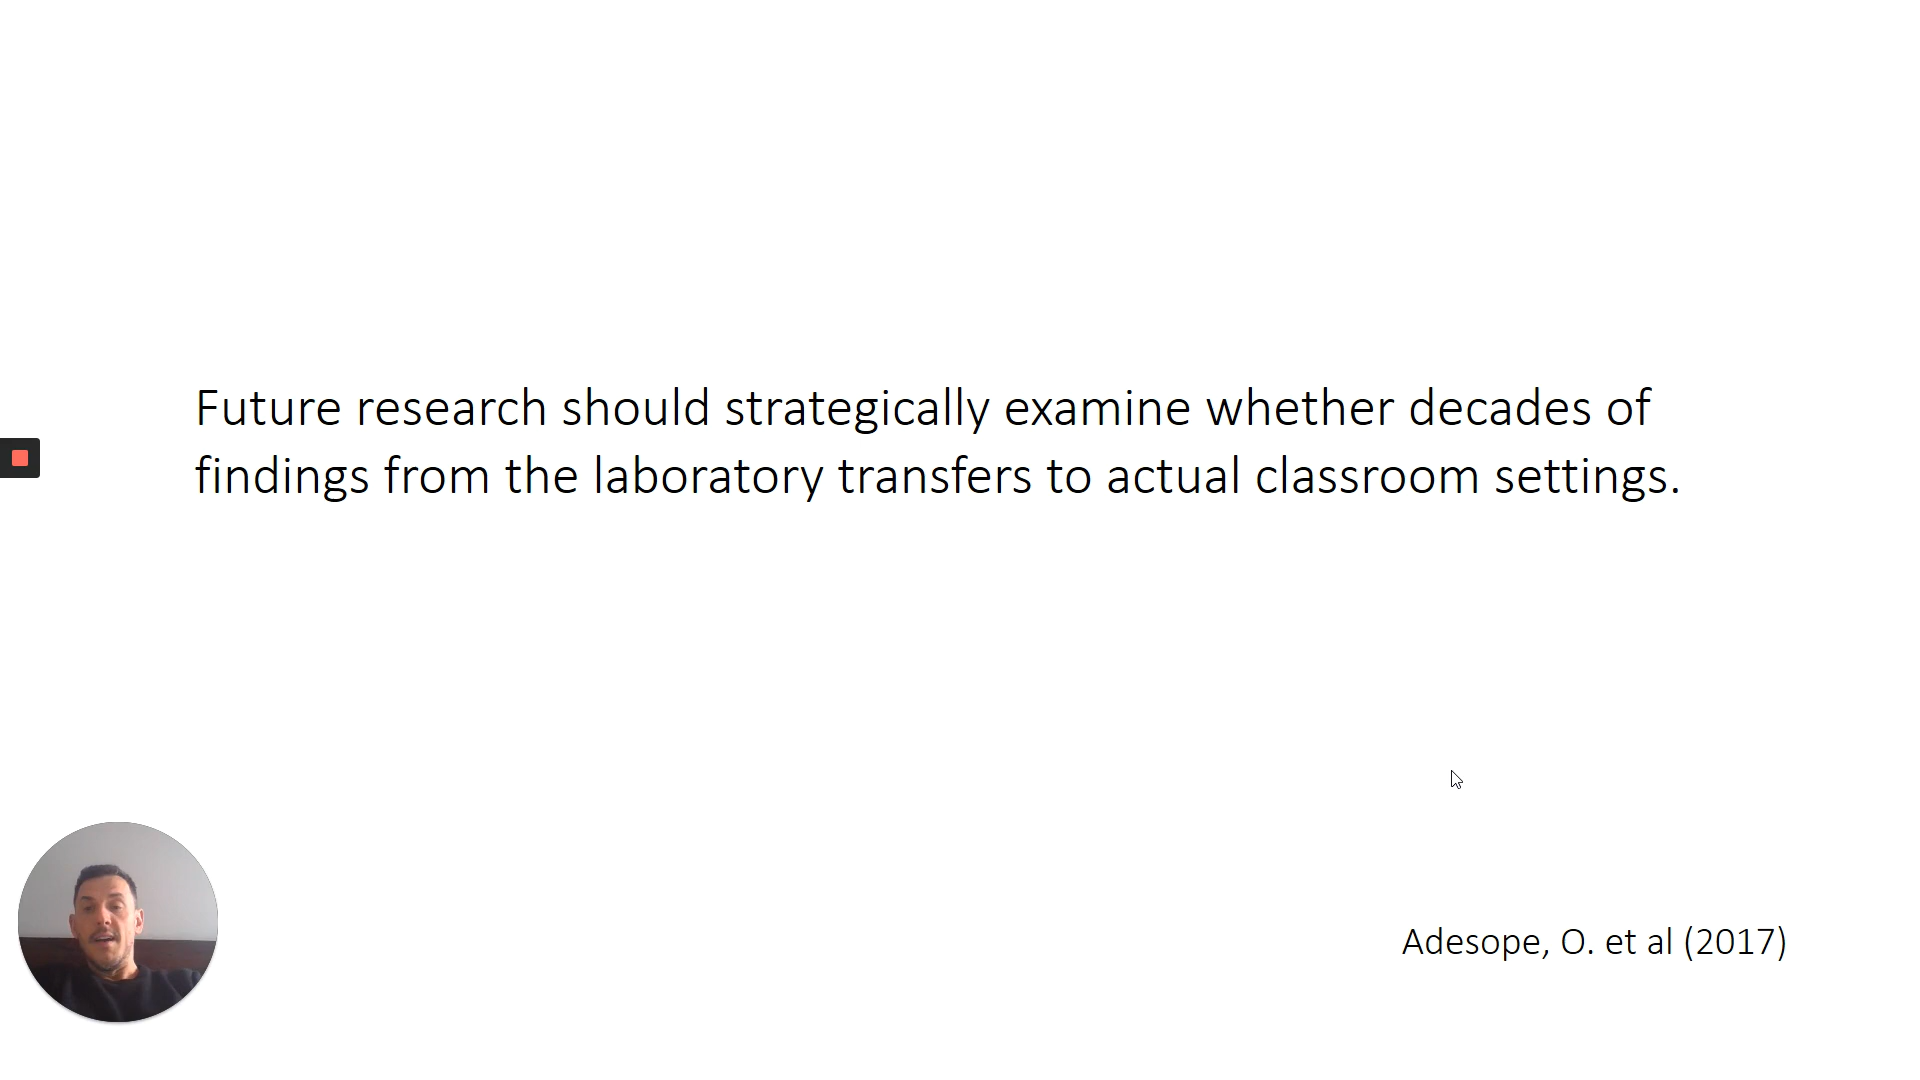 Future research should strategically examine whether decades of
findings from the laboratory transfers to actual classroom settings.
Adesope, O. et al (2017)